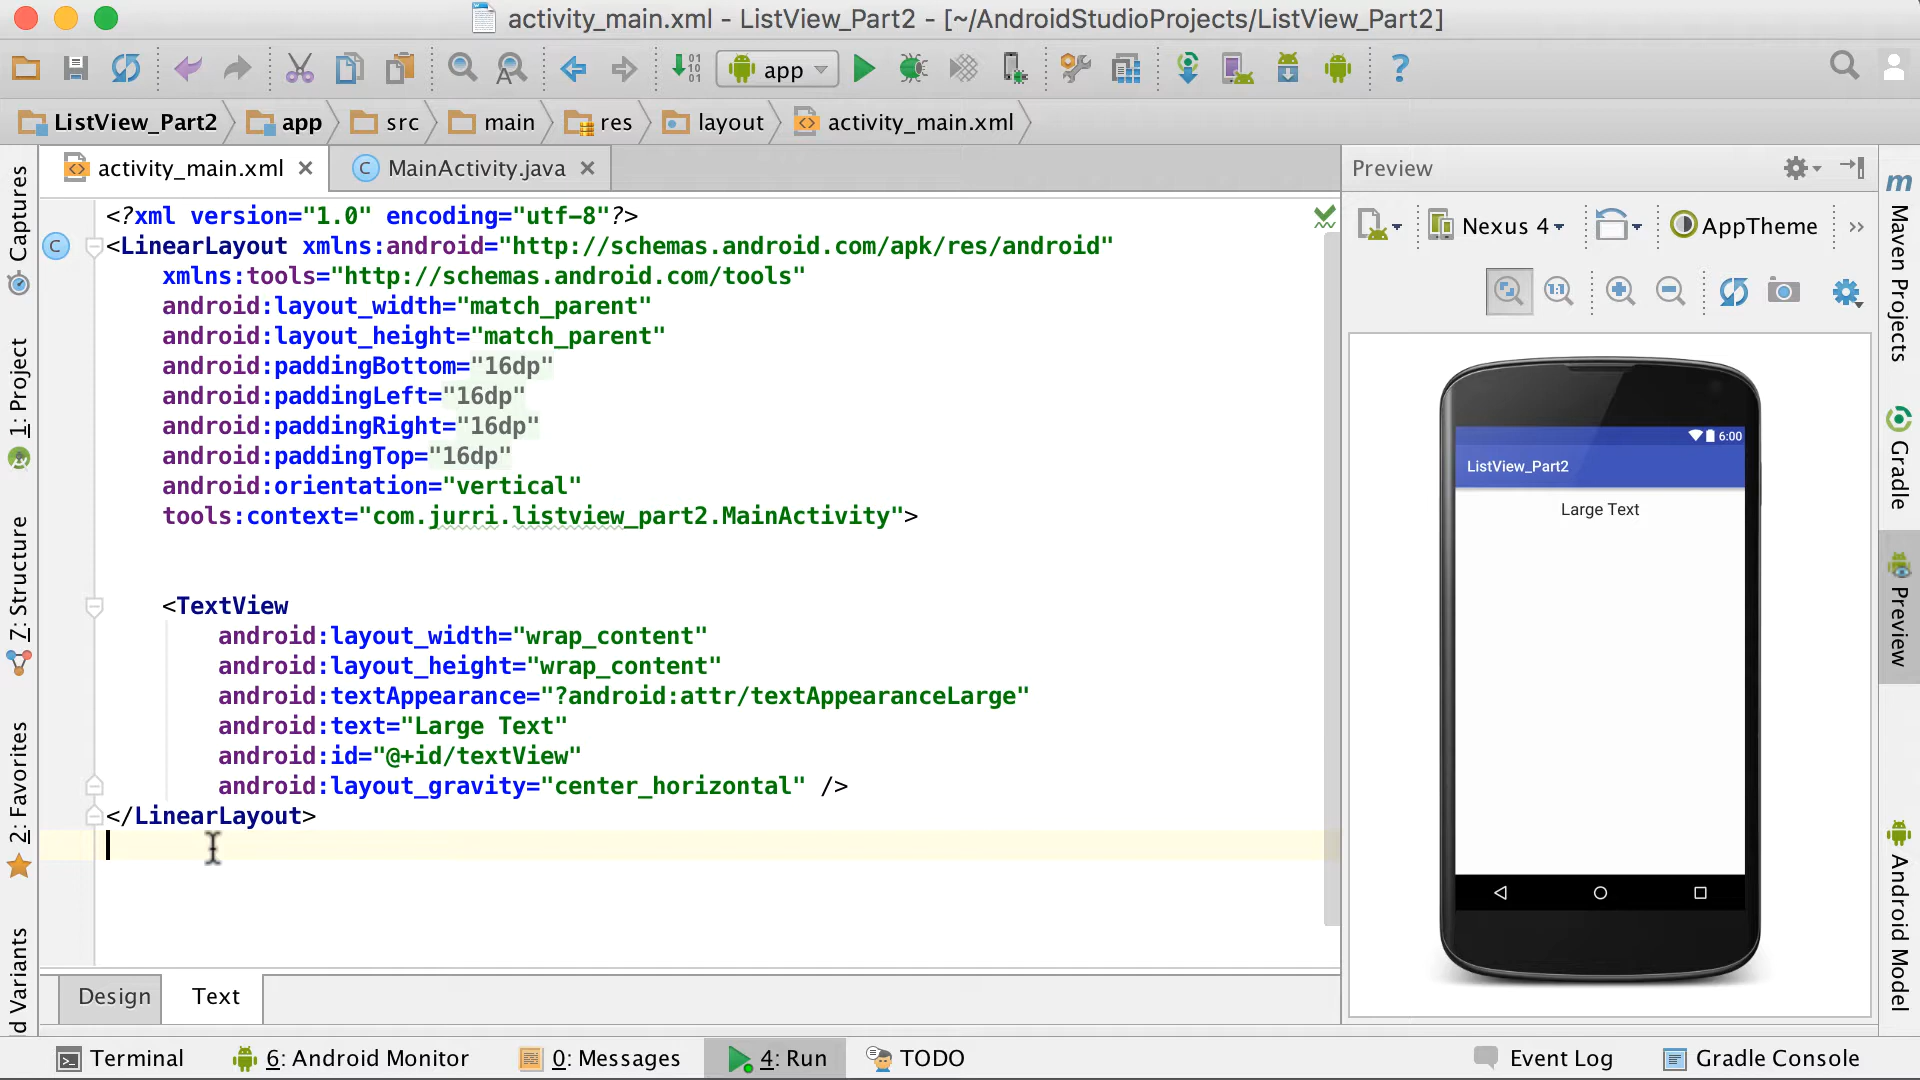 activity_main.xml - ListView_Part2 - [~/AndroidStudioProjects/ListView_Part2]
app
ListView_Part2 app src main res layout activity_main.xml
activity_main.xml MainActivity.java
Preview
Nexus 4 AppTheme
<?xml version="1.0" encoding="utf-8"?>
<LinearLayout xmlns:android="http://schemas.android.com/apk/res/android"
xmlns:tools="http://schemas.android.com/tools"
android:layout_width="match_parent"
android:layout_height="match_parent"
android:paddingBottom="16dp"
android:paddingLeft="16dp"
android:paddingRight="16dp"
android:paddingTop="16dp"
android:orientation="vertical"
tools:context="com.jurri.listview_part2.MainActivity">
<TextView
android:layout_width="wrap_content"
android:layout_height="wrap_content"
android:textAppearance="?android:attr/textAppearanceLarge"
android:text="Large Text"
android:id="@+id/textView"
android:layout_gravity="center_horizontal" />
</LinearLayout>
6:00
ListView_Part2
Large Text
Captures
1: Project
7: Structure
2: Favorites
d Variants
Maven Projects
Gradle
Preview
Android Model
Design Text
Terminal 6: Android Monitor 0: Messages 4: Run TODO Event Log Gradle Console